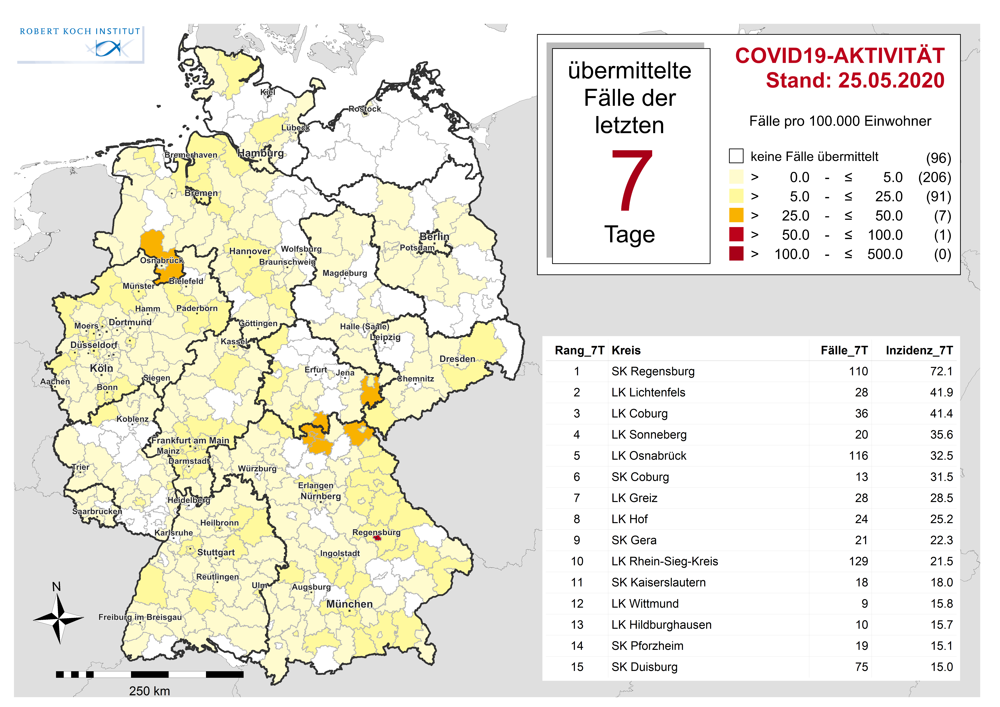 ROBERT KOCH INSTITUT
COVID19-AKTIVITÄT
Stand: 25.05.2020
übermittelte
Fälle der
letzten
7
Tage
Fälle pro 100.000 Einwohner
keine Fälle übermittelt (96)
> 0.0 - ≤ 5.0 (206)
> 5.0 - ≤ 25.0 (91)
> 25.0 - ≤ 50.0 (7)
> 50.0 - ≤ 100.0 (1)
> 100.0 - ≤ 500.0 (0)
Kiel
Rostock
Lübeck
Hamburg
Bremerhaven
Bremen
Berlin
Potsdam
Hannover
Wolfsburg
Braunschweig
Osnabrück
Magdeburg
Bielefeld
Münster
Hamm
Paderborn
Moers
Dortmund
Göttingen
Halle (Saale)
Leipzig
Kassel
Düsseldorf
Dresden
Köln
Erfurt
Jena
Siegen
Chemnitz
Aachen
Bonn
Koblenz
Frankfurt am Main
Mainz
Darmstadt
Trier
Würzburg
Erlangen
Nürnberg
Heidelberg
Saarbrücken
Heilbronn
Karlsruhe
Regensburg
Stuttgart
Ingolstadt
Reutlingen
Ulm
Augsburg
München
Freiburg im Breisgau
N
250 km
Rang_7T Kreis Fälle_7T Inzidenz_7T
1 SK Regensburg 110 72.1
2 LK Lichtenfels 28 41.9
3 LK Coburg 36 41.4
4 LK Sonneberg 20 35.6
5 LK Osnabrück 116 32.5
6 SK Coburg 13 31.5
7 LK Greiz 28 28.5
8 LK Hof 24 25.2
9 SK Gera 21 22.3
10 LK Rhein-Sieg-Kreis 129 21.5
11 SK Kaiserslautern 18 18.0
12 LK Wittmund 9 15.8
13 LK Hildburghausen 10 15.7
14 SK Pforzheim 19 15.1
15 SK Duisburg 75 15.0